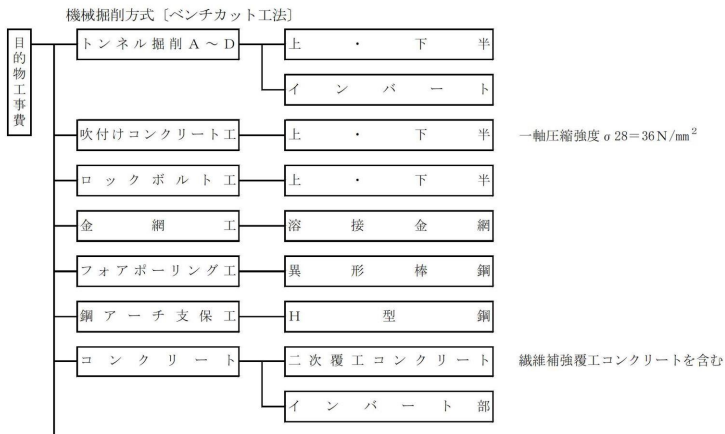 機械掘削方式〔ベンチカット工法〕
目的物工事費
トンネル掘削A~D 上・下半
インバート
吹付けコンクリート工 上・下半 一軸圧縮強度σ28=36N/㎜²
ロックボルト工 上・下半
金網工 溶接金網
フォアポーリング工 異形棒鋼
鋼アーチ支保工 H型鋼
コンクリート 二次覆工コンクリート 繊維補強覆工コンクリートを含む
インバート部